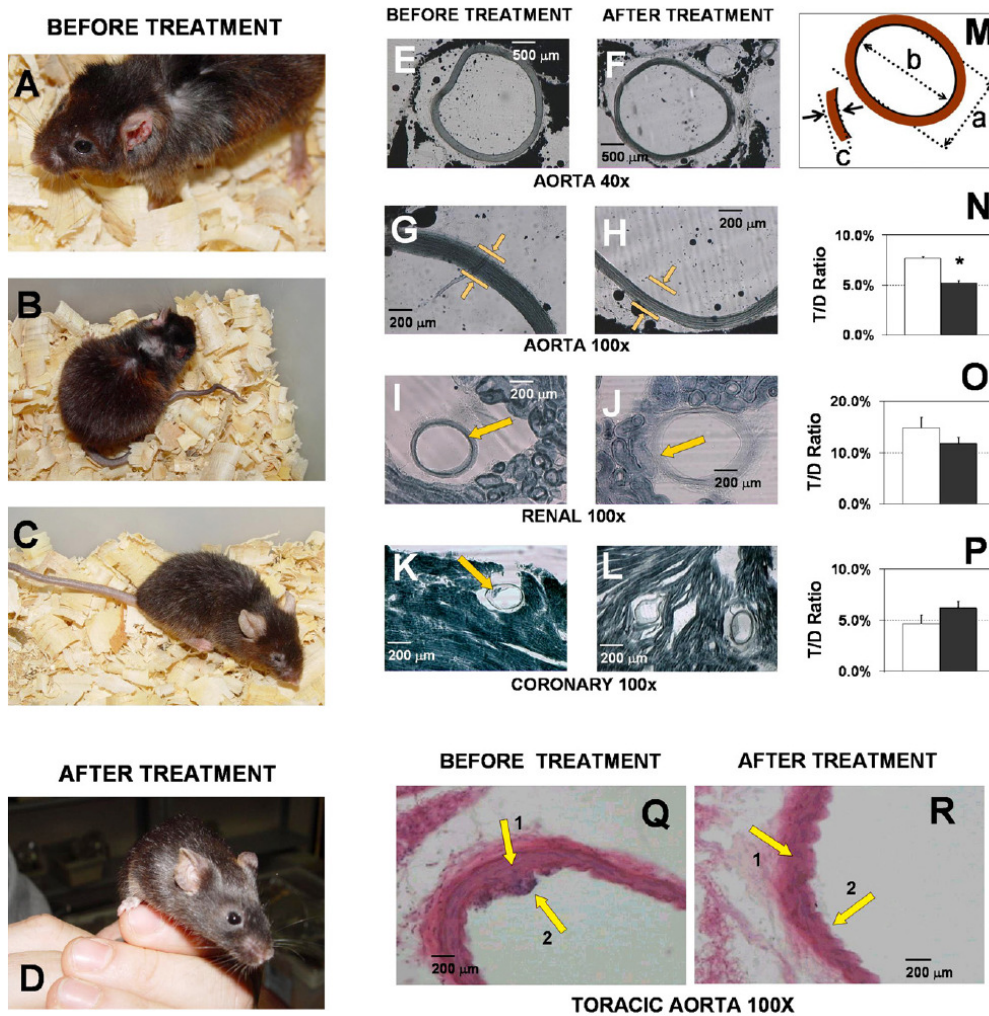 BEFORE TREATMENT
A
B
C
AFTER TREATMENT
D
BEFORE TREATMENT
AFTER TREATMENT
E
500 µm
F
500 µm
AORTA 40x
G
200 µm
H
200 µm
AORTA 100x
I
200 µm
J
200 µm
RENAL 100x
K
200 µm
L
200 µm
CORONARY 100x
M
b
a
c
N
T/D Ratio
10.0%
5.0%
0.0%
*
O
T/D Ratio
20.0%
10.0%
0.0%
P
T/D Ratio
10.0%
5.0%
0.0%
BEFORE TREATMENT
AFTER TREATMENT
Q
1
2
200 µm
R
1
2
200 µm
TORACIC AORTA 100X